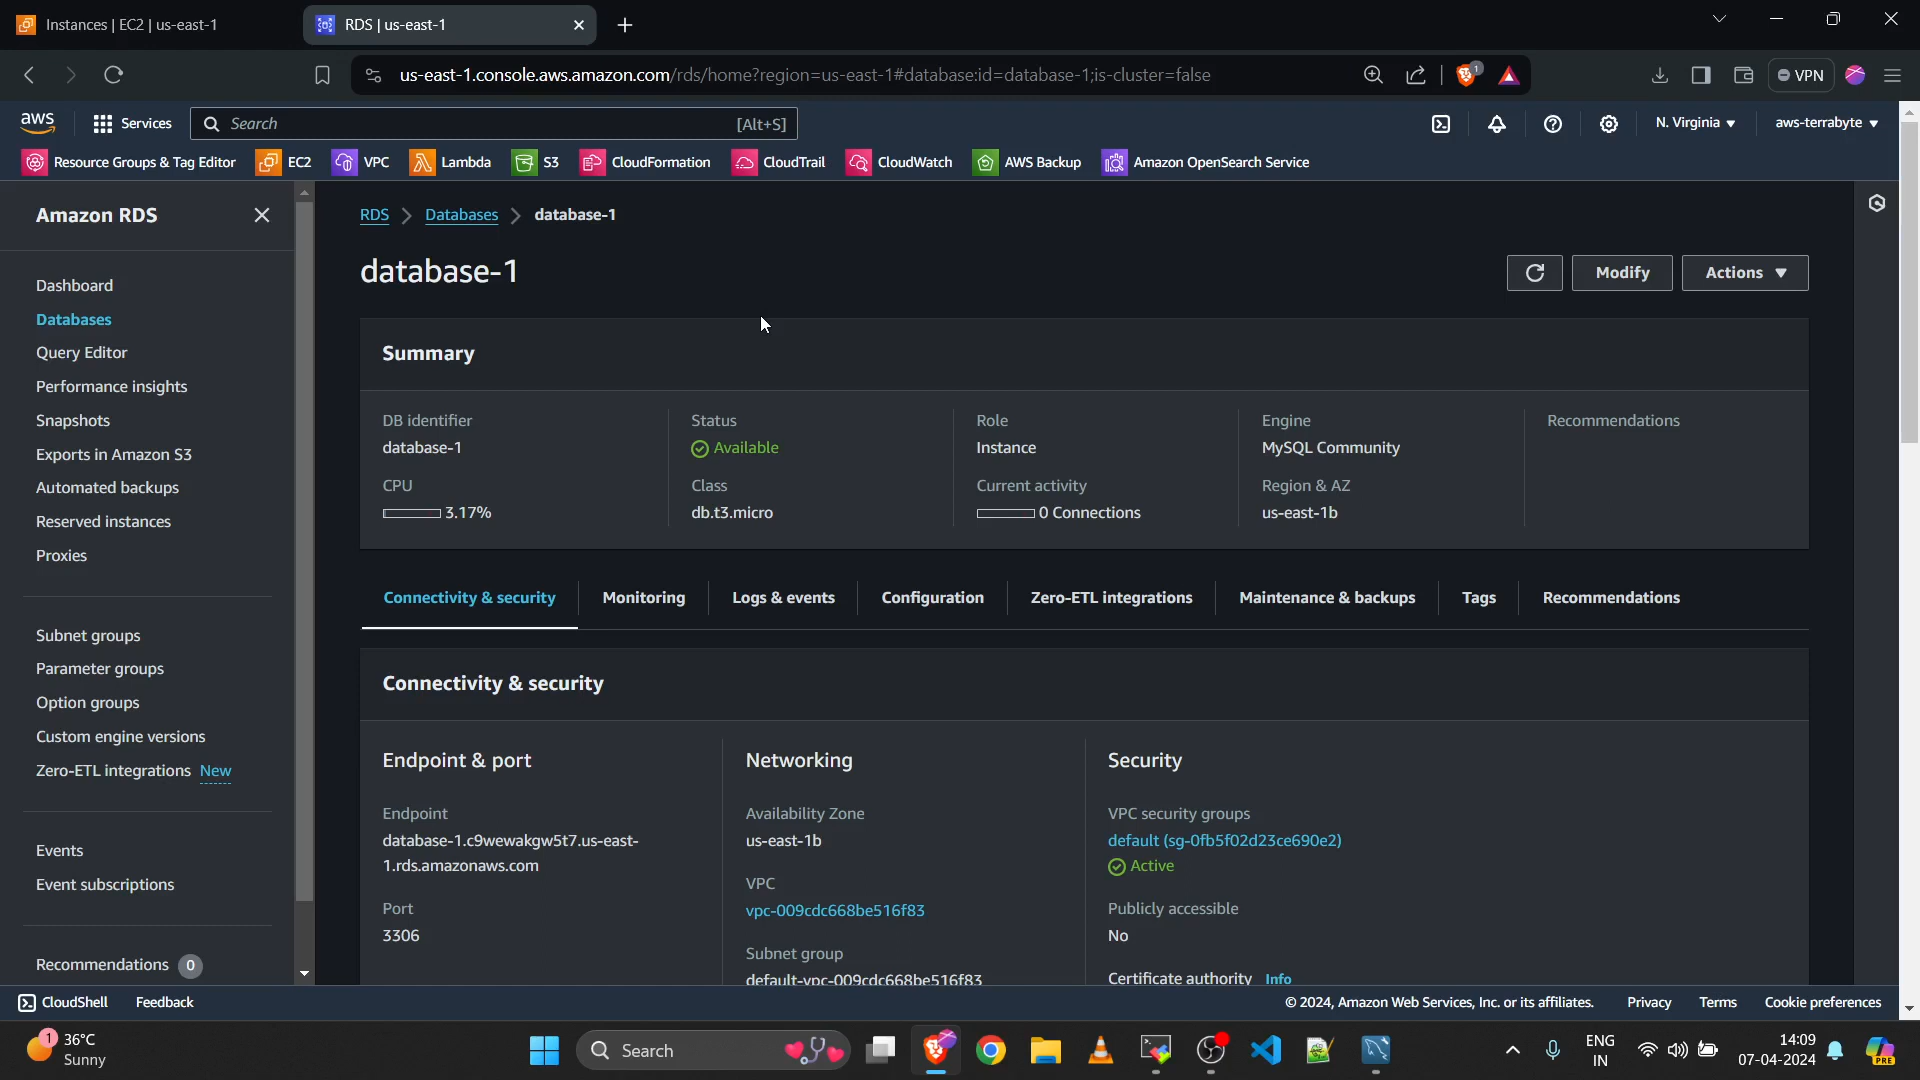 Instances | EC2 | us-east-1
RDS | us-east-1
us-east-1.console.aws.amazon.com/rds/home?region=us-east-1#database:id=database-1;is-cluster=false
1
VPN
aws
Services
Search
[Alt+S]
N. Virginia
aws-terrabyte
Resource Groups & Tag Editor
EC2
VPC
Lambda
S3
CloudFormation
CloudTrail
CloudWatch
AWS Backup
Amazon OpenSearch Service
Amazon RDS
Dashboard
Databases
Query Editor
Performance insights
Snapshots
Exports in Amazon S3
Automated backups
Reserved instances
Proxies
Subnet groups
Parameter groups
Option groups
Custom engine versions
Zero-ETL integrations New
Events
Event subscriptions
Recommendations 0
RDS > Databases > database-1
database-1
Modify
Actions
Summary
DB identifier
database-1
CPU
3.17%
Status
Available
Class
db.t3.micro
Role
Instance
Current activity
0 Connections
Engine
MySQL Community
Region & AZ
us-east-1b
Recommendations
Connectivity & security
Monitoring
Logs & events
Configuration
Zero-ETL integrations
Maintenance & backups
Tags
Recommendations
Connectivity & security
Endpoint & port
Endpoint
database-1.c9wewakgw5t7.us-east-
1.rds.amazonaws.com
Port
3306
Networking
Availability Zone
us-east-1b
VPC
vpc-009cdc668be516f83
Subnet group
default-vpc-009cdc668be516f83
Security
VPC security groups
default (sg-0fb5f02d23ce690e2)
Active
Publicly accessible
No
Certificate authority Info
CloudShell
Feedback
© 2024, Amazon Web Services, Inc. or its affiliates.
Privacy
Terms
Cookie preferences
1
36°C
Sunny
Search
ENG
IN
14:09
07-04-2024
PRE